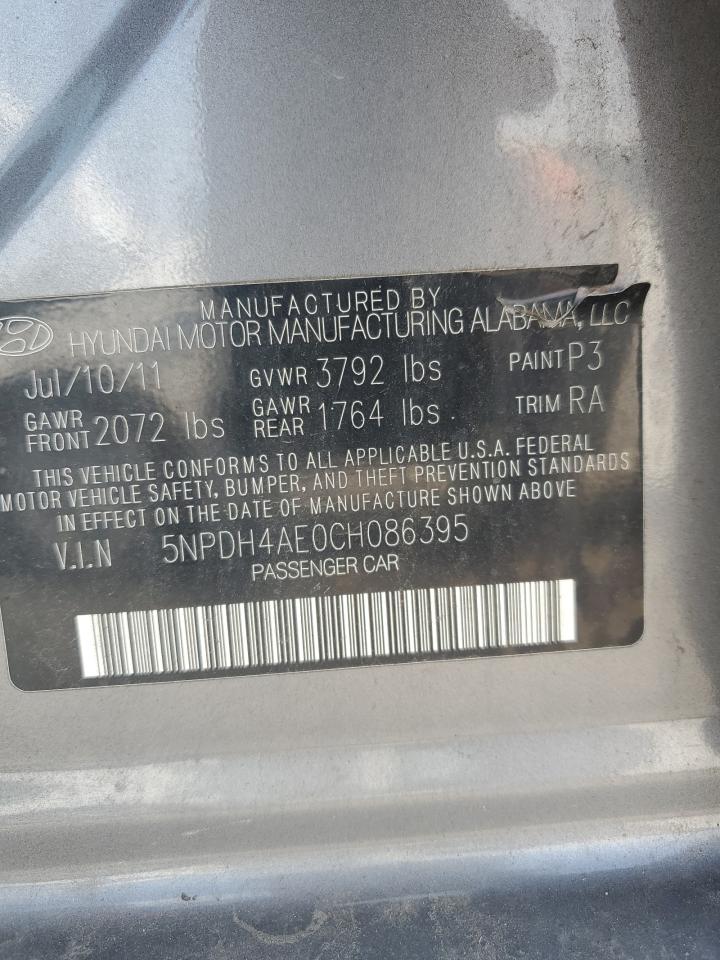 MANUFACTURED BY
HYUNDAI MOTOR MANUFACTURING ALABAMA, LLC
Jul/10/11 GVWR 3792 lbs PAINT P3
GAWR FRONT 2072 lbs GAWR REAR 1764 lbs. TRIM RA
THIS VEHICLE CONFORMS TO ALL APPLICABLE U.S.A. FEDERAL
MOTOR VEHICLE SAFETY, BUMPER, AND THEFT PREVENTION STANDARDS
IN EFFECT ON THE DATE OF MANUFACTURE SHOWN ABOVE
V.I.N 5NPDH4AE0CH086395
PASSENGER CAR